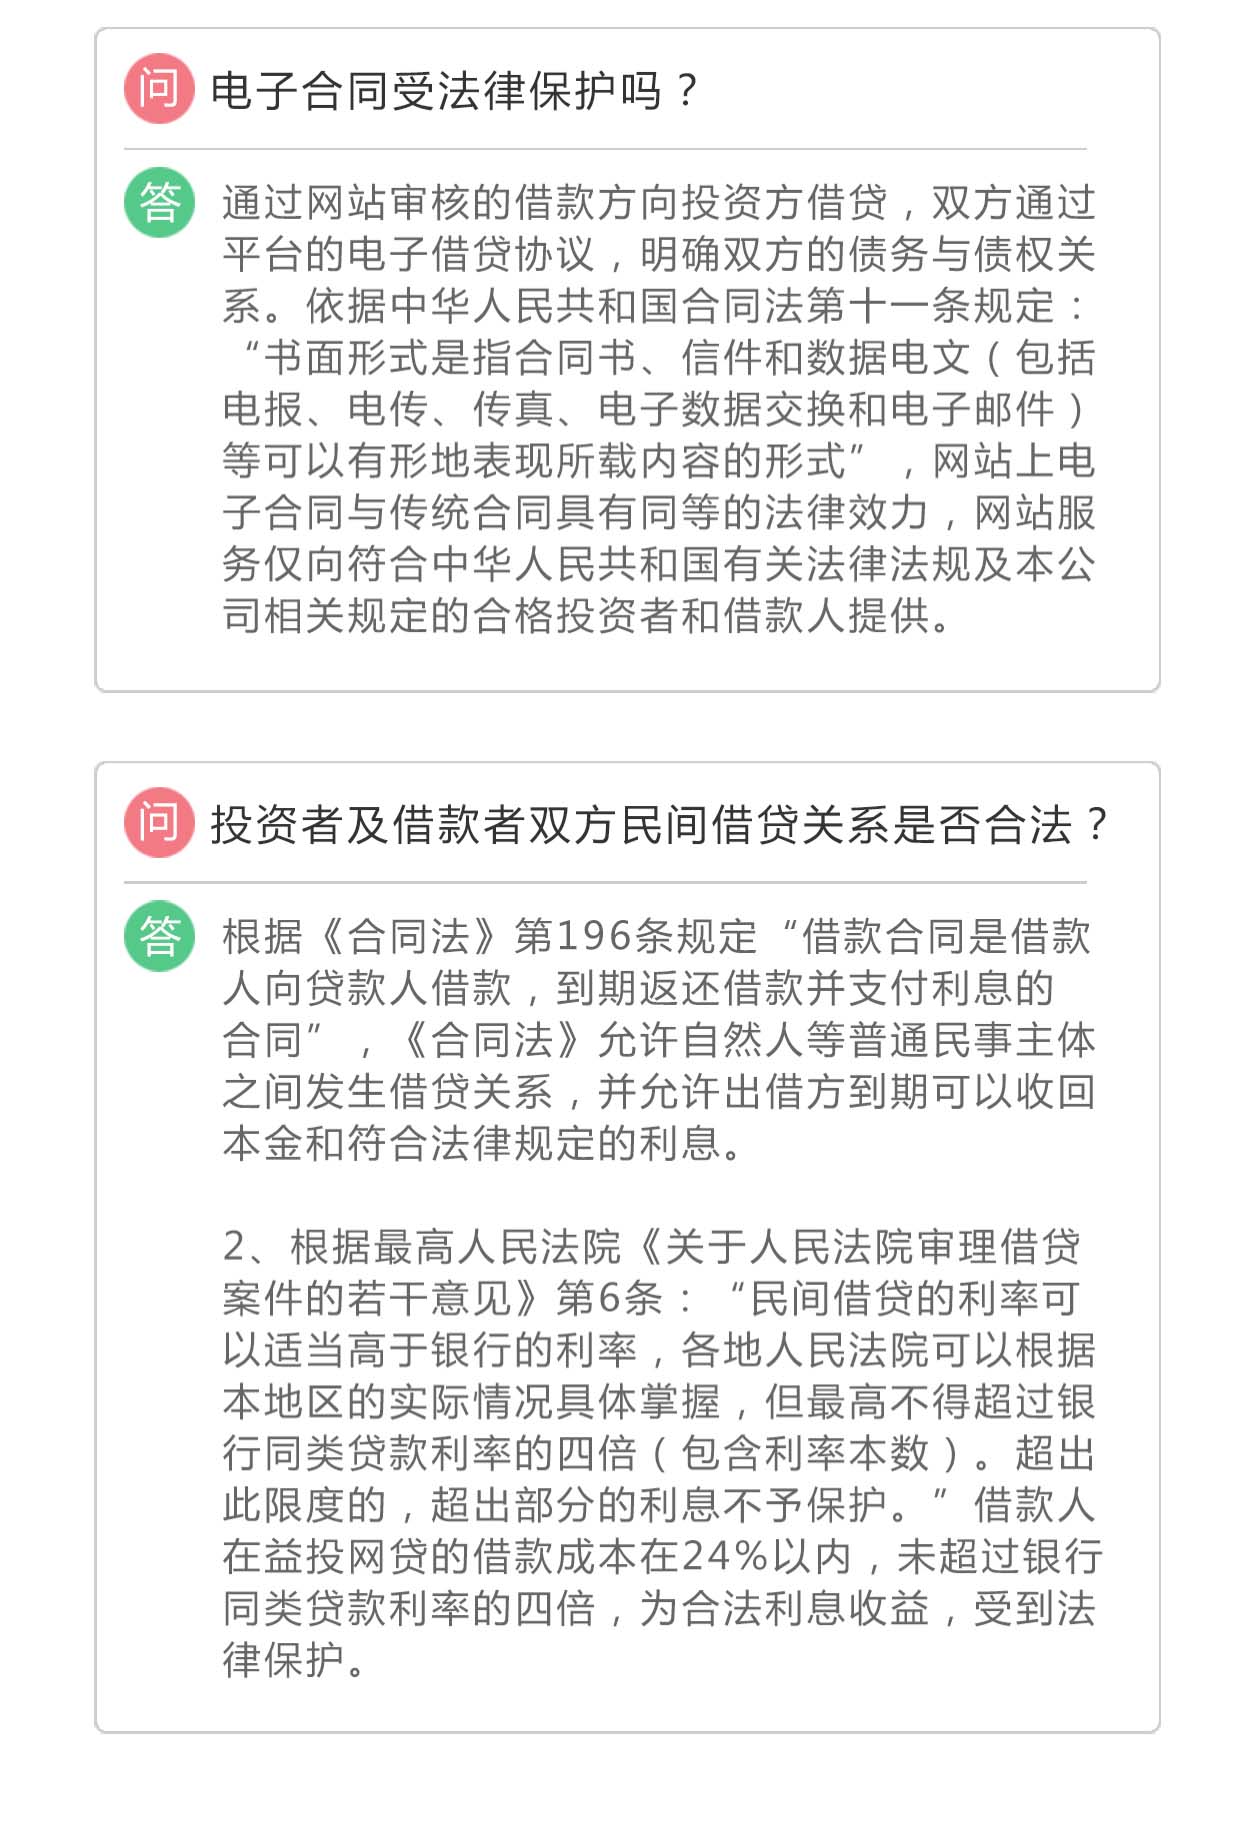 问 电子合同受法律保护吗？
答 通过网站审核的借款方向投资方借贷，双方通过
平台的电子借贷协议，明确双方的债务与债权关
系。依据中华人民共和国合同法第十一条规定：
“书面形式是指合同书、信件和数据电文（包括
电报、电传、传真、电子数据交换和电子邮件）
等可以有形地表现所载内容的形式”，网站上电
子合同与传统合同具有同等的法律效力，网站服
务仅向符合中华人民共和国有关法律法规及本公
司相关规定的合格投资者和借款人提供。
问 投资者及借款者双方民间借贷关系是否合法？
答 根据《合同法》第196条规定“借款合同是借款
人向贷款人借款，到期返还借款并支付利息的
合同”，《合同法》允许自然人等普通民事主体
之间发生借贷关系，并允许出借方到期可以收回
本金和符合法律规定的利息。
2、根据最高人民法院《关于人民法院审理借贷
案件的若干意见》第6条：“民间借贷的利率可
以适当高于银行的利率，各地人民法院可以根据
本地区的实际情况具体掌握，但最高不得超过银
行同类贷款利率的四倍（包含利率本数）。超出
此限度的，超出部分的利息不予保护。”借款人
在益投网贷的借款成本在24%以内，未超过银行
同类贷款利率的四倍，为合法利息收益，受到法
律保护。